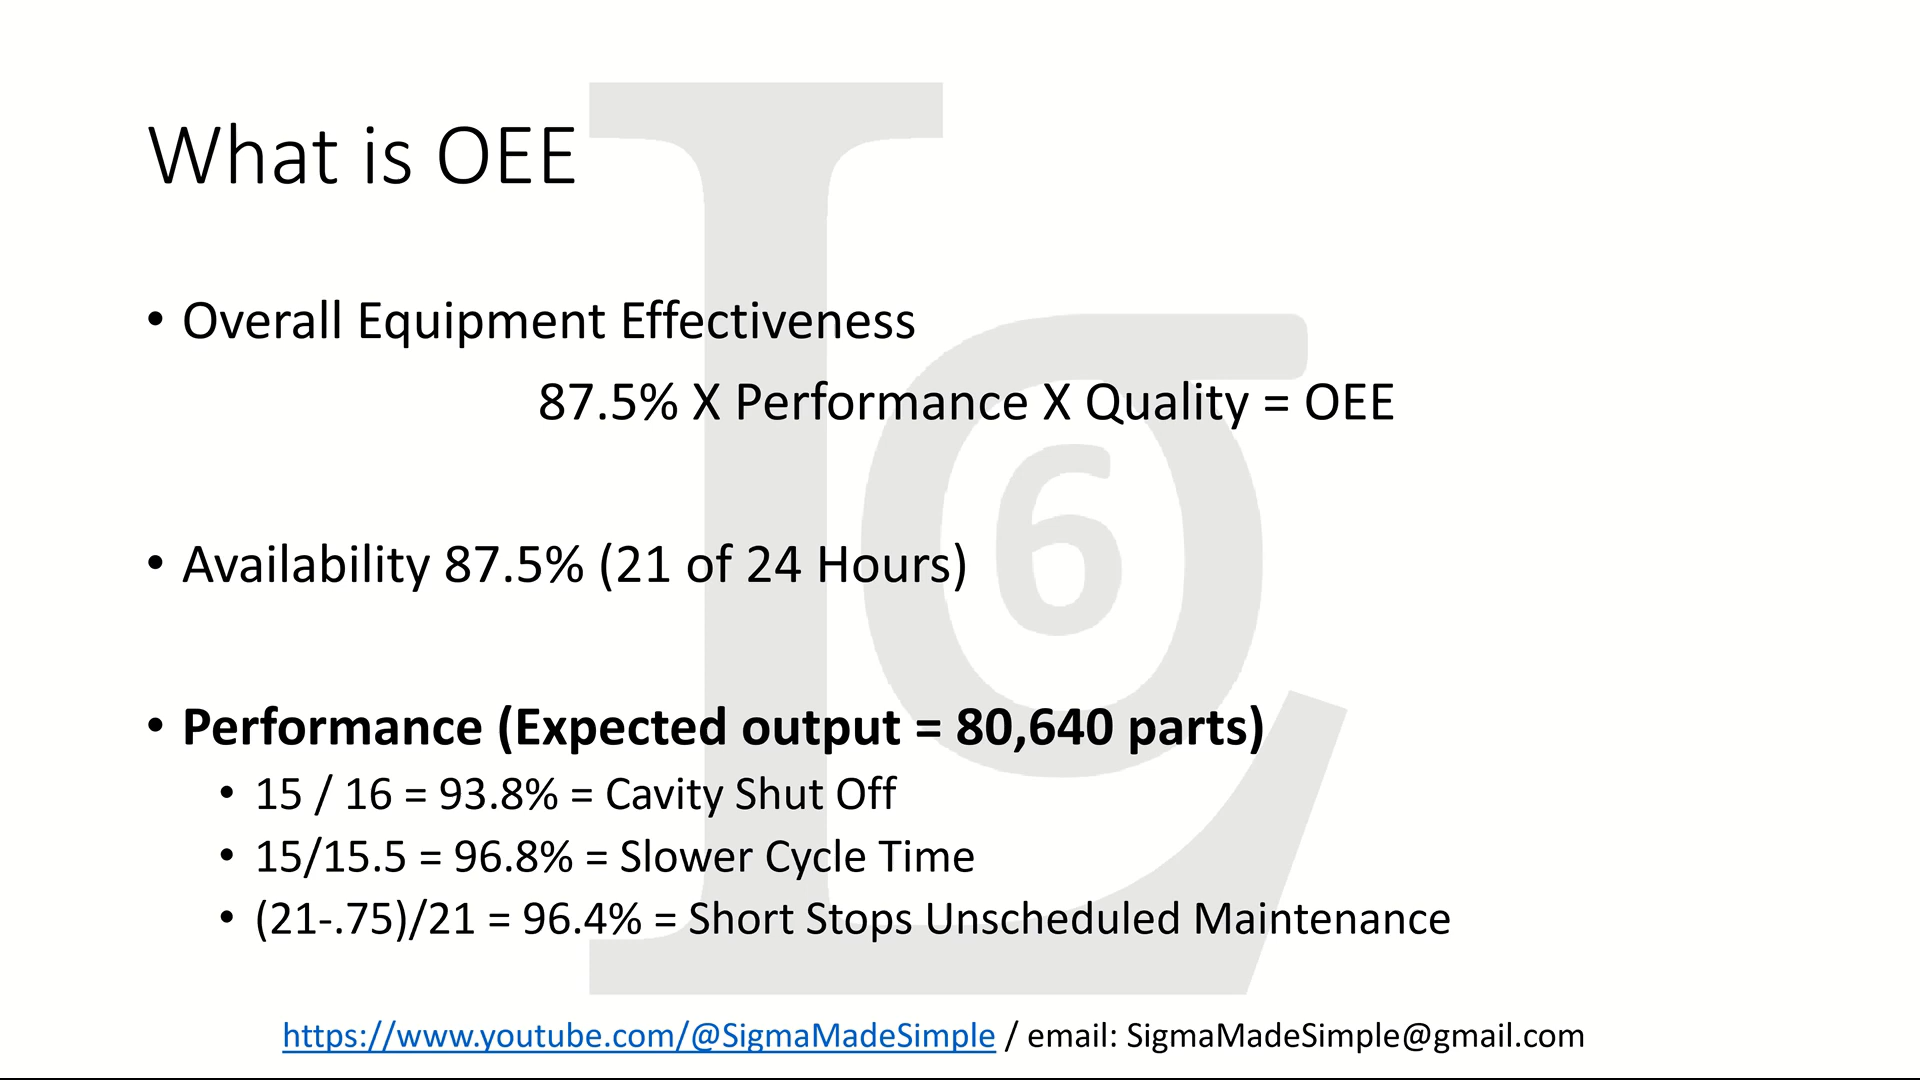 What is OEE
• Overall Equipment Effectiveness
87.5% X Performance X Quality = OEE
• Availability 87.5% (21 of 24 Hours)
• Performance (Expected output = 80,640 parts)
• 15 / 16 = 93.8% = Cavity Shut Off
• 15/15.5 = 96.8% = Slower Cycle Time
• (21-.75)/21 = 96.4% = Short Stops Unscheduled Maintenance
https://www.youtube.com/@SigmaMadeSimple / email: SigmaMadeSimple@gmail.com
L
σ
6